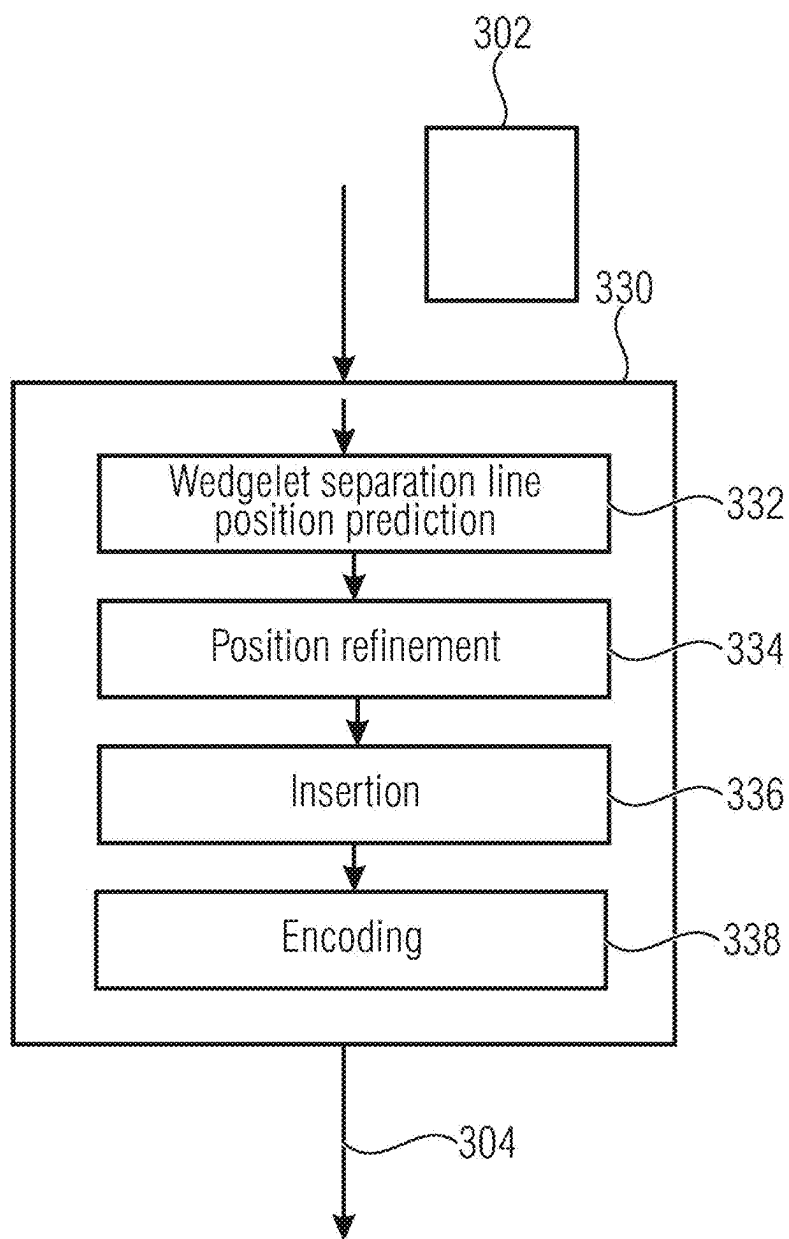 302
330
Wedgelet separation line
position prediction
332
Position refinement
334
Insertion
336
Encoding
338
304